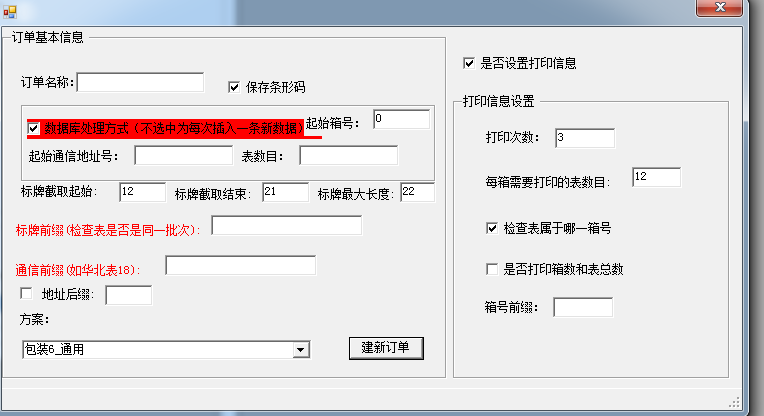 订单基本信息
订单名称:
保存条形码
数据库处理方式（不选中为每次插入一条新数据）
起始箱号: 0
起始通信地址号:
表数目:
标牌截取起始: 12
标牌截取结束: 21
标牌最大长度: 22
标牌前缀(检查表是否是同一批次):
通信前缀(如华北表18):
地址后缀:
方案:
包装6_通用
建新订单
是否设置打印信息
打印信息设置
打印次数: 3
每箱需要打印的表数目: 12
检查表属于哪一箱号
是否打印箱数和表总数
箱号前缀: